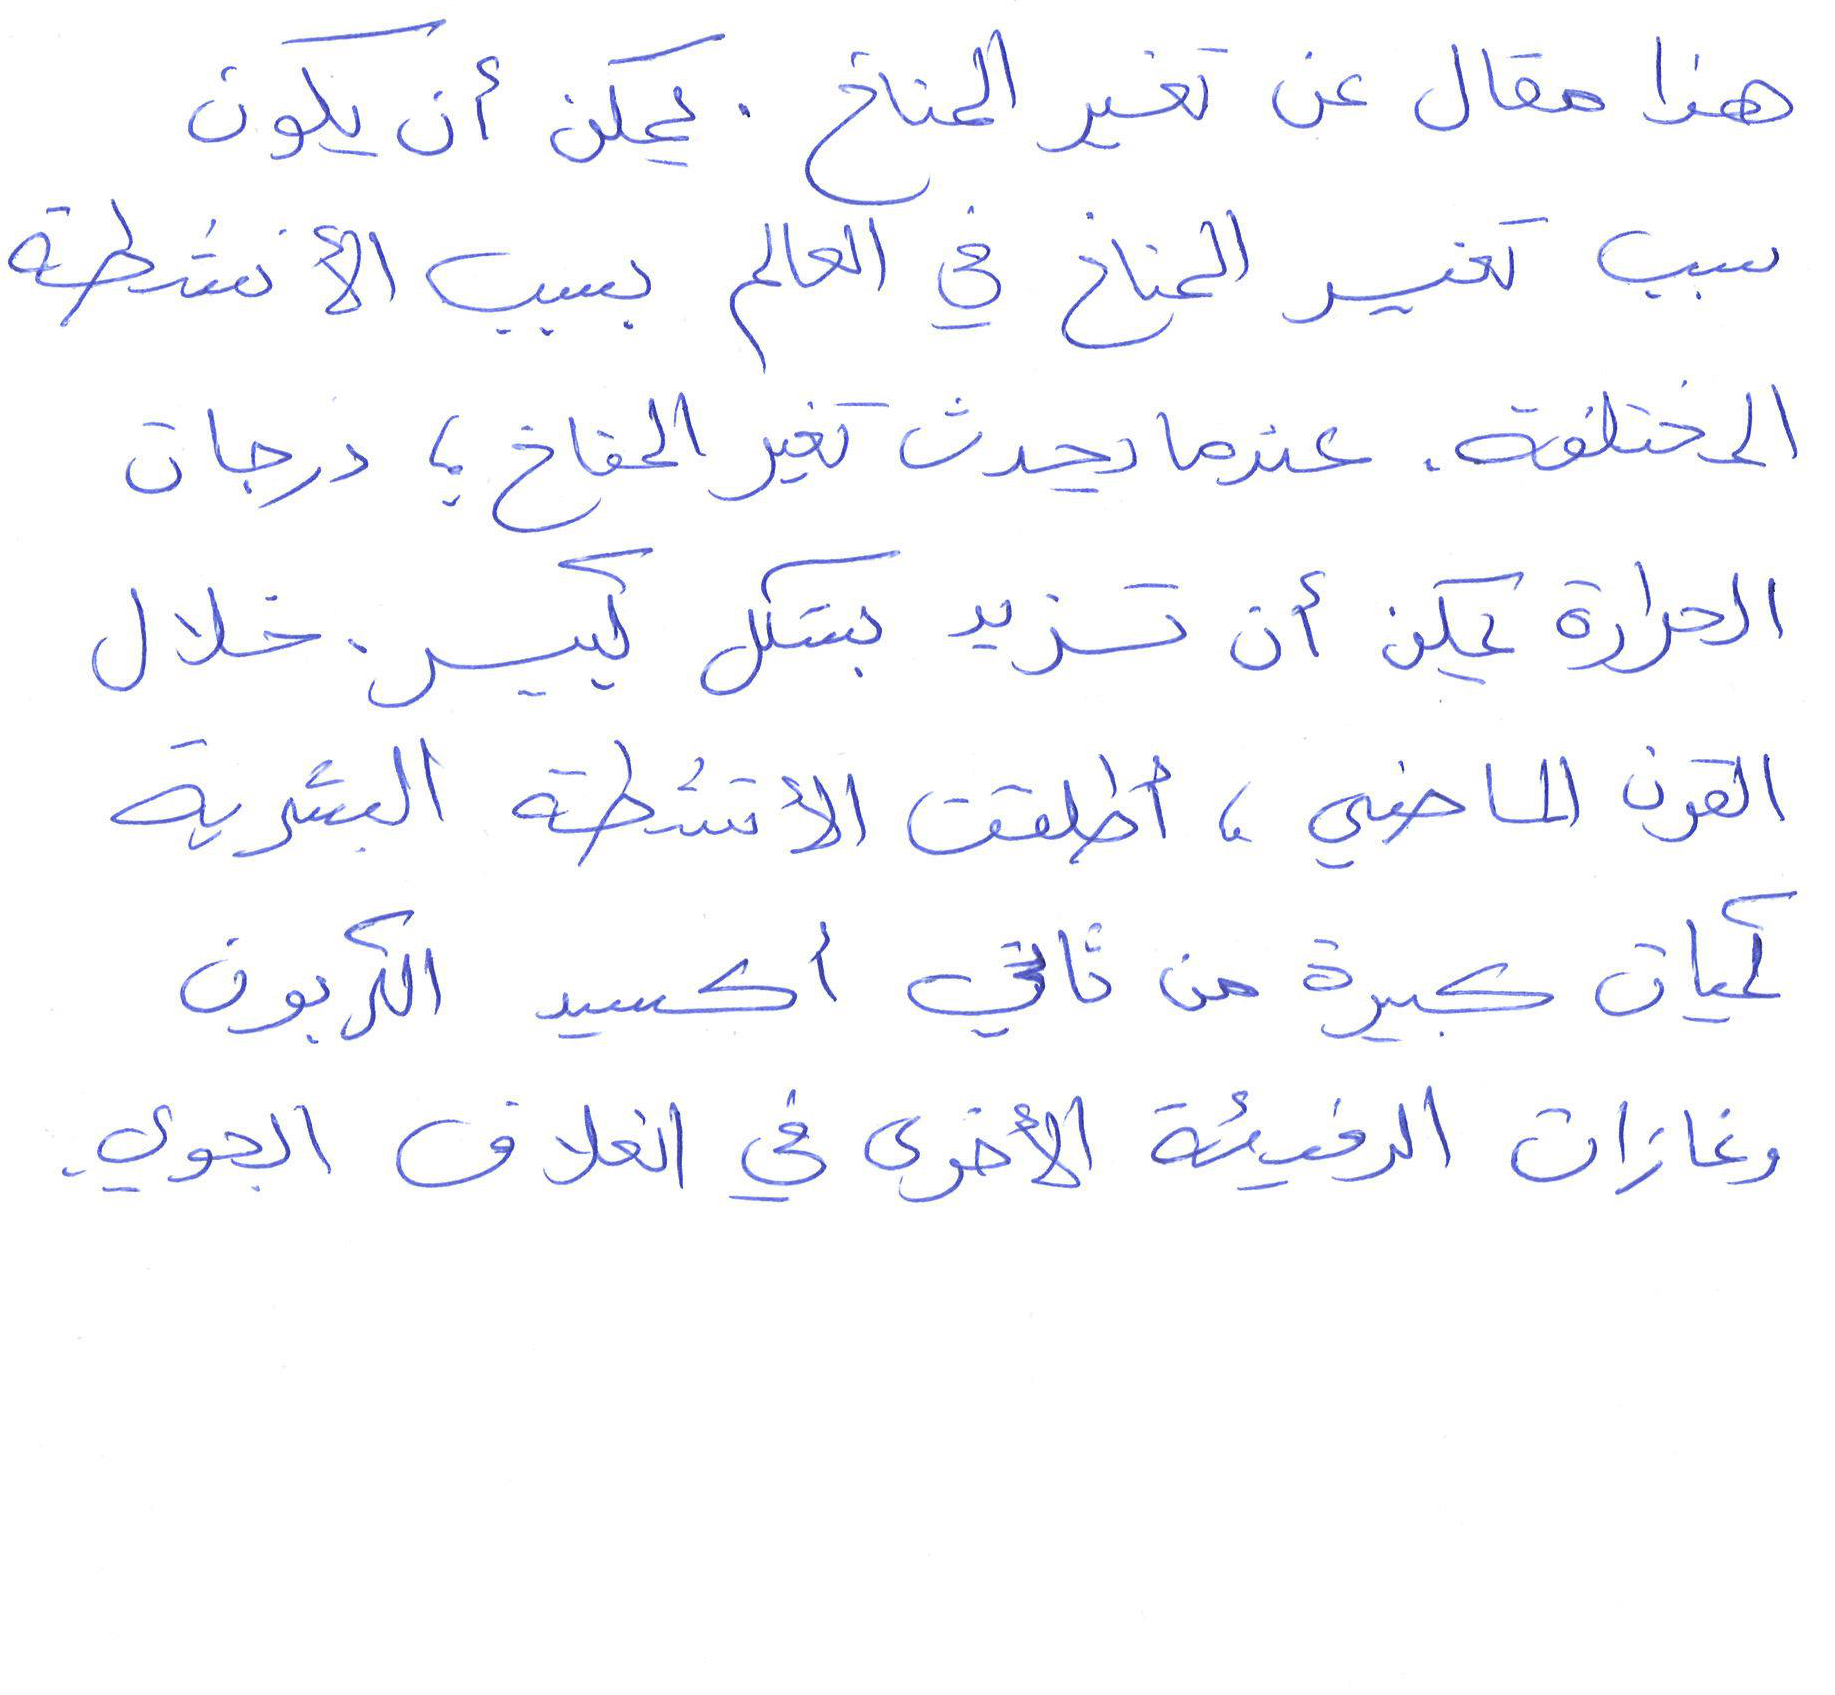 هذا مقال عن تغير المناخ . يمكن أن يكون
سبب تغير المناخ في العالم بسبب الأنشطة
المختلفة . عندما يحدث تغير المناخ ، درجات
الحرارة يمكن أن تزيد بشكل كبير . خلال
القرن الماضي ، أطلقت الأنشطة البشرية
كميات كبيرة من ثاني أكسيد الكربون
وغازات الدفيئة الأخرى في الغلاف الجوي .